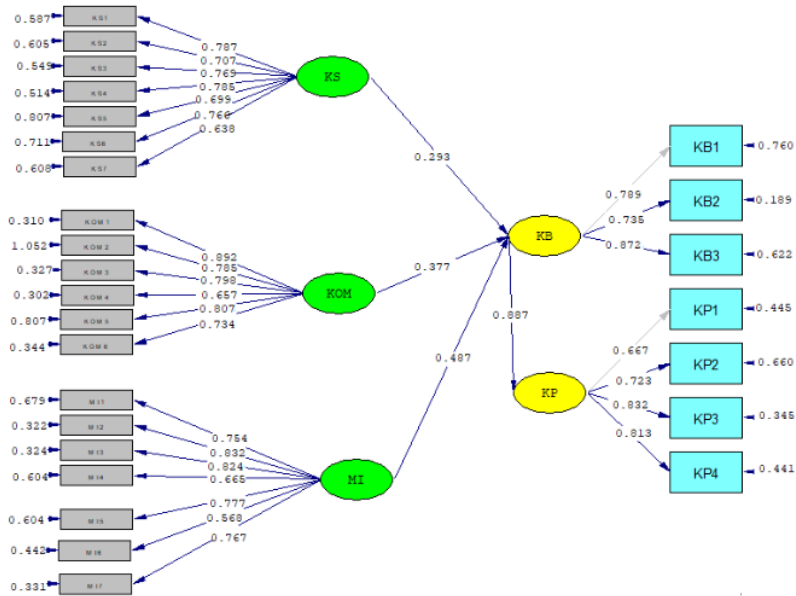 0.587 KS1
0.787
0.605 KS2
0.707
0.549 KS3
0.769
0.514 KS4
0.785
0.807 KS5
0.699
0.711 KS6
0.766
0.608 KS7
0.638
KS
0.293
0.310 KOM 1
0.892
1.052 KOM 2
0.785
0.327 KOM 3
0.798
0.302 KOM 4
0.657
0.807 KOM 5
0.807
0.344 KOM 6
0.734
KOM
0.377
0.679 MI1
0.754
0.322 MI2
0.832
0.324 MI3
0.824
0.604 MI4
0.665
0.604 MI5
0.777
0.442 MI6
0.568
0.331 MI7
0.767
MI
0.487
KB
0.887
KP
0.789
KB1 0.760
0.735
KB2 0.189
0.872
KB3 0.622
0.667
KP1 0.445
0.723
KP2 0.660
0.832
KP3 0.345
0.813
KP4 0.441